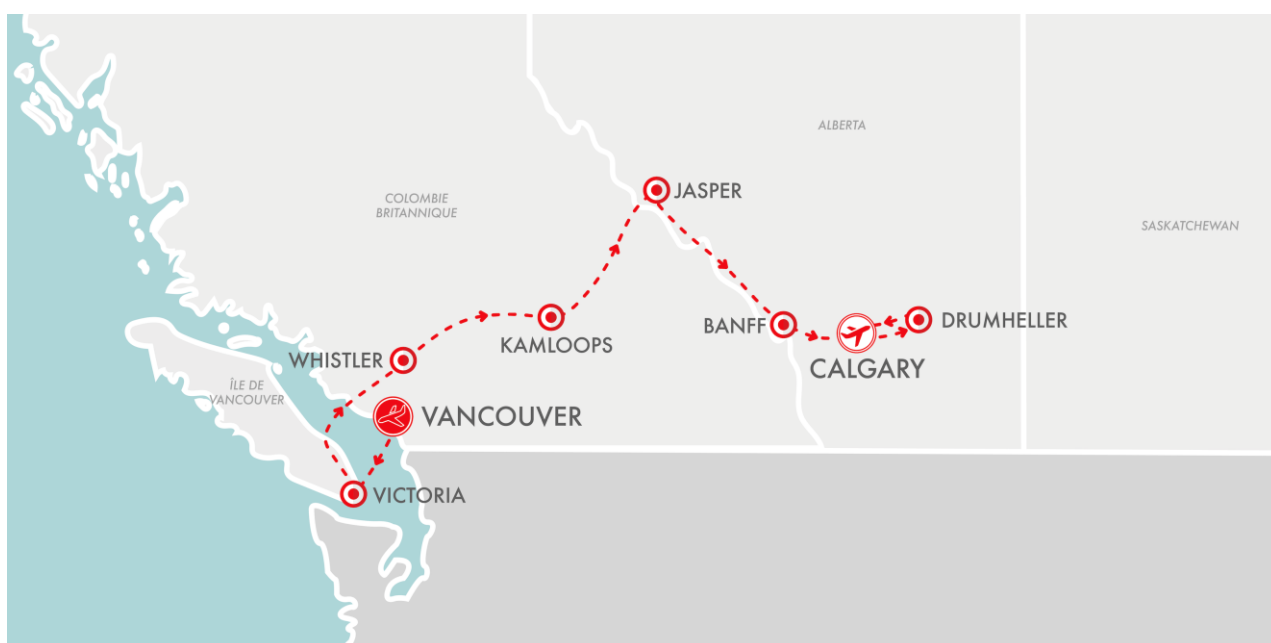 ALBERTA
COLOMBIE
BRITANNIQUE
JASPER
SASKATCHEWAN
BANFF
DRUMHELLER
KAMLOOPS
CALGARY
WHISTLER
ÎLE DE
VANCOUVER
VANCOUVER
VICTORIA